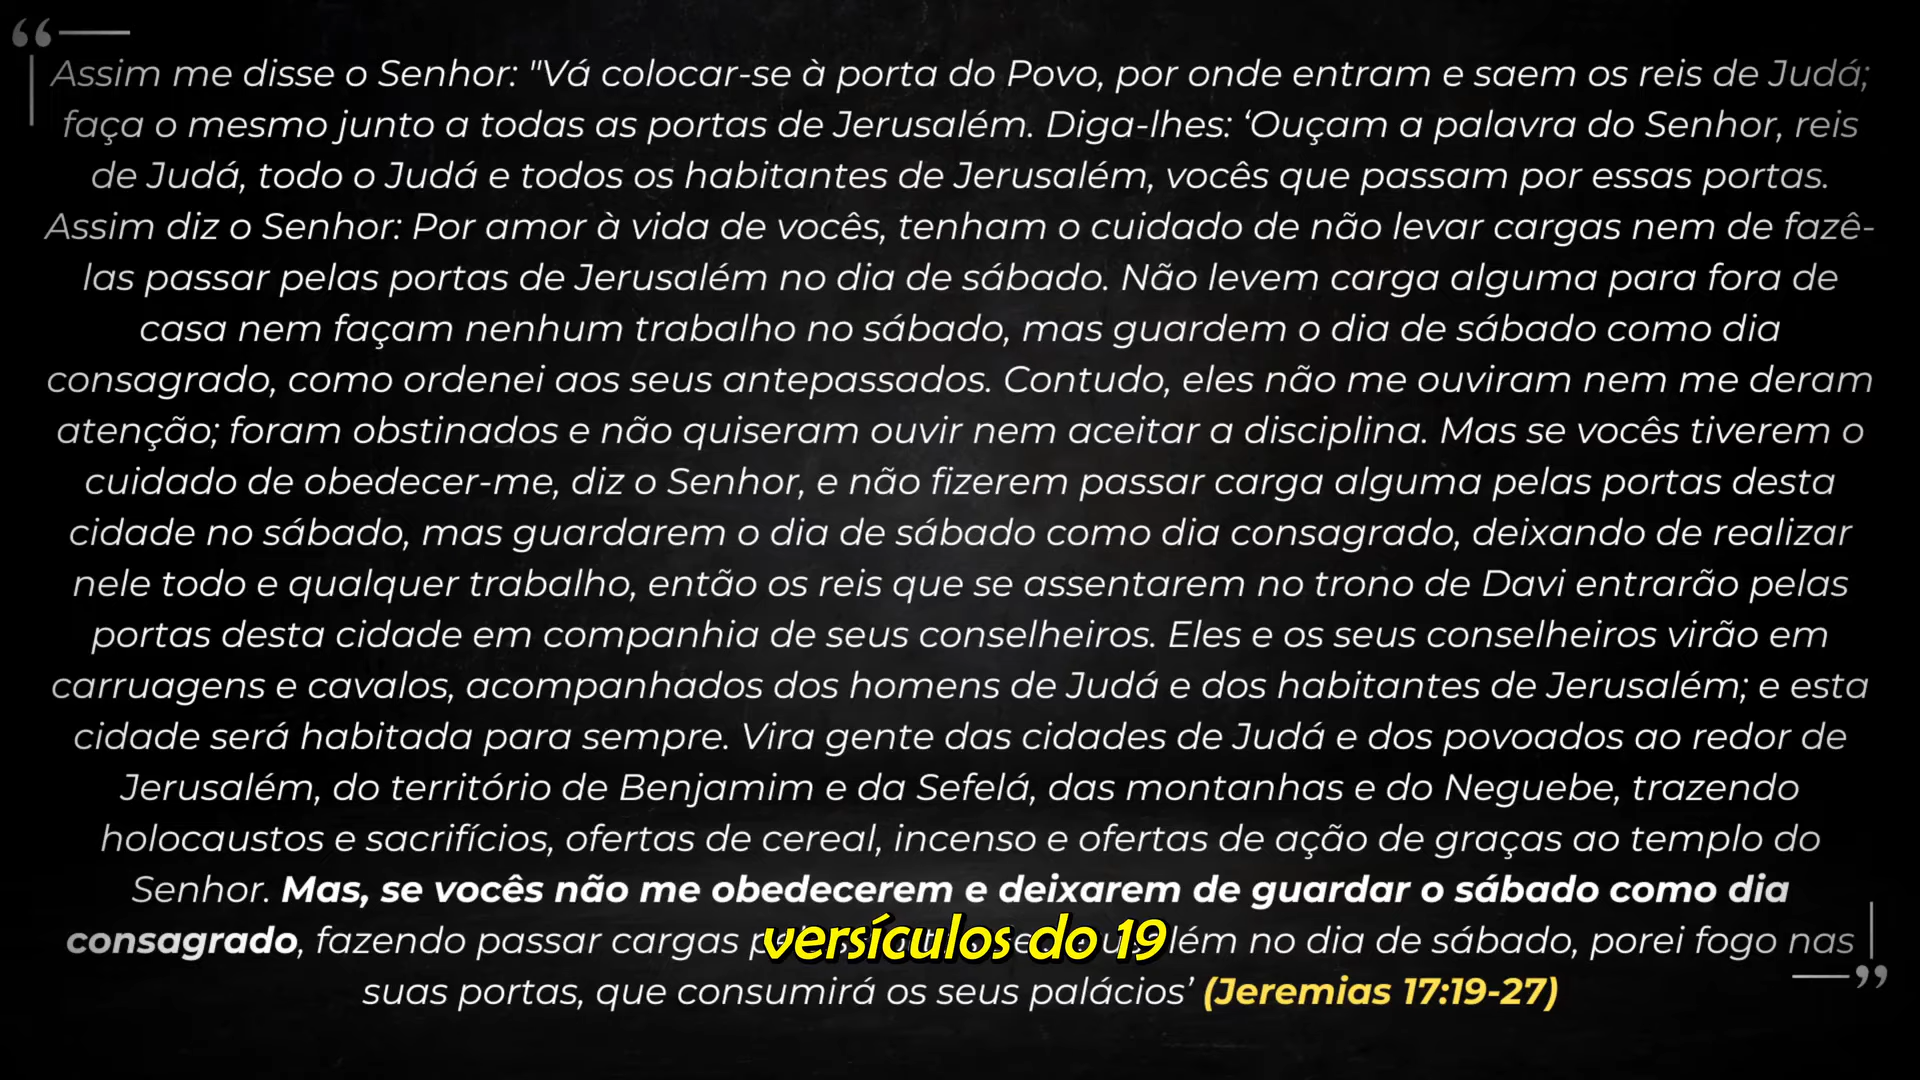 Assim me disse o Senhor: "Vá colocar-se à porta do Povo, por onde entram e saem os reis de Judá;
faça o mesmo junto a todas as portas de Jerusalém. Diga-lhes: ‘Ouçam a palavra do Senhor, reis
de Judá, todo o Judá e todos os habitantes de Jerusalém, vocês que passam por essas portas.
Assim diz o Senhor: Por amor à vida de vocês, tenham o cuidado de não levar cargas nem de fazê-
las passar pelas portas de Jerusalém no dia de sábado. Não levem carga alguma para fora de
casa nem façam nenhum trabalho no sábado, mas guardem o dia de sábado como dia
consagrado, como ordenei aos seus antepassados. Contudo, eles não me ouviram nem me deram
atenção; foram obstinados e não quiseram ouvir nem aceitar a disciplina. Mas se vocês tiverem o
cuidado de obedecer-me, diz o Senhor, e não fizerem passar carga alguma pelas portas desta
cidade no sábado, mas guardarem o dia de sábado como dia consagrado, deixando de realizar
nele todo e qualquer trabalho, então os reis que se assentarem no trono de Davi entrarão pelas
portas desta cidade em companhia de seus conselheiros. Eles e os seus conselheiros virão em
carruagens e cavalos, acompanhados dos homens de Judá e dos habitantes de Jerusalém; e esta
cidade será habitada para sempre. Vira gente das cidades de Judá e dos povoados ao redor de
Jerusalém, do território de Benjamim e da Sefelá, das montanhas e do Neguebe, trazendo
holocaustos e sacrifícios, ofertas de cereal, incenso e ofertas de ação de graças ao templo do
Senhor. Mas, se vocês não me obedecerem e deixarem de guardar o sábado como dia
consagrado, fazendo passar cargas no dia de sábado, porei fogo nas
versículos do 19
suas portas, que consumirá os seus palácios’ (Jeremias 17:19-27)